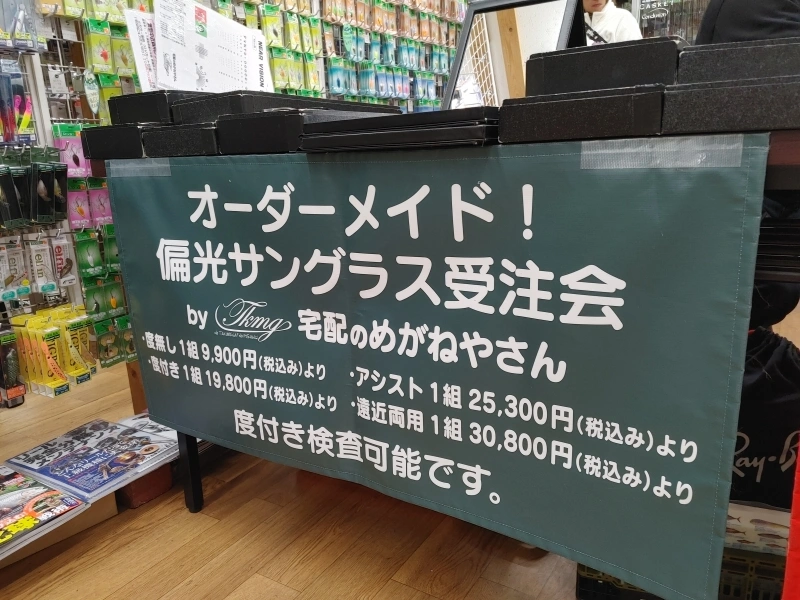 NEAR VISION
オーダーメイド！
偏光サングラス受注会
by Tkmg 宅配のめがねやさん
・度無し1組 9,900円(税込み)より
・度付き1組 19,800円(税込み)より
・アシスト1組 25,300円(税込み)より
・遠近両用1組 30,800円(税込み)より
度付き検査可能です。
Ray-B